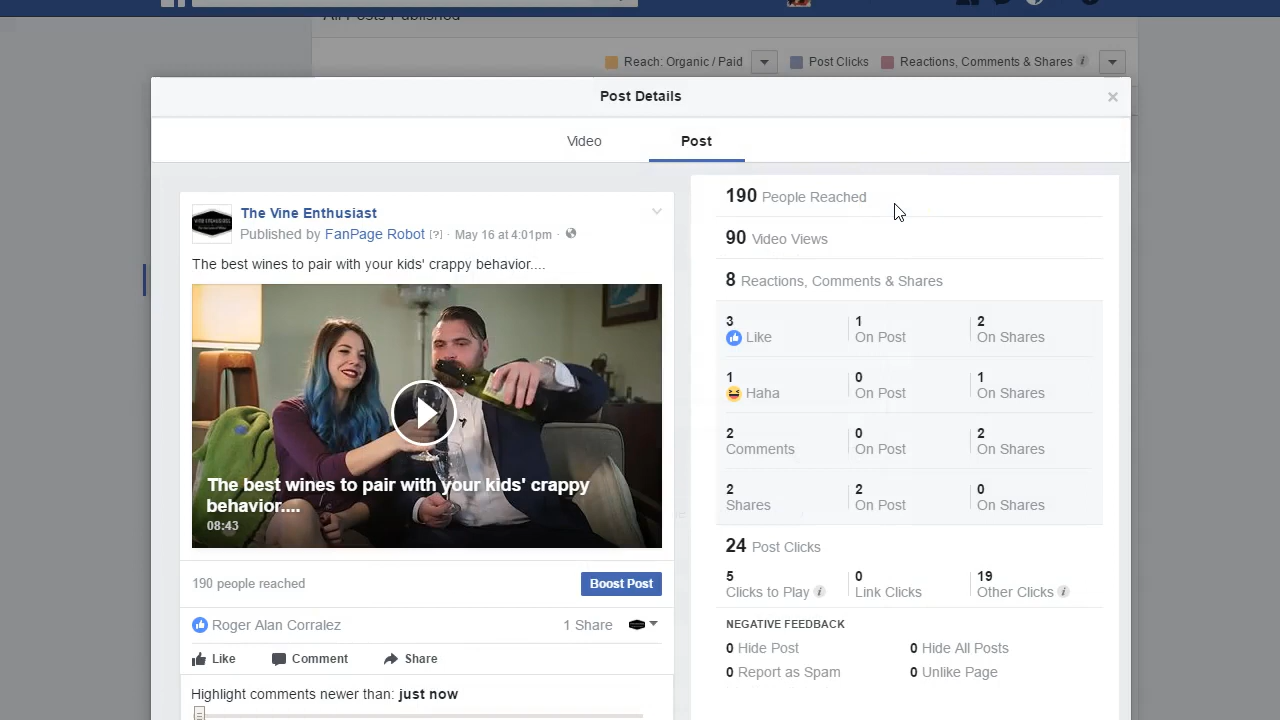 All Posts Published
Reach: Organic / Paid
Post Clicks
Reactions, Comments & Shares i
Post Details
×
Video
Post
The Vine Enthusiast
Published by FanPage Robot [?] · May 16 at 4:01pm ·
The best wines to pair with your kids' crappy behavior....
The best wines to pair with your kids' crappy
behavior....
08:43
190 people reached
Boost Post
Roger Alan Corralez
1 Share
Like
Comment
Share
Highlight comments newer than: just now
190 People Reached
90 Video Views
8 Reactions, Comments & Shares
3 1 2
Like On Post On Shares
1 0 1
Haha On Post On Shares
2 0 2
Comments On Post On Shares
2 2 0
Shares On Post On Shares
24 Post Clicks
5 0 19
Clicks to Play i Link Clicks Other Clicks i
NEGATIVE FEEDBACK
0 Hide Post 0 Hide All Posts
0 Report as Spam 0 Unlike Page